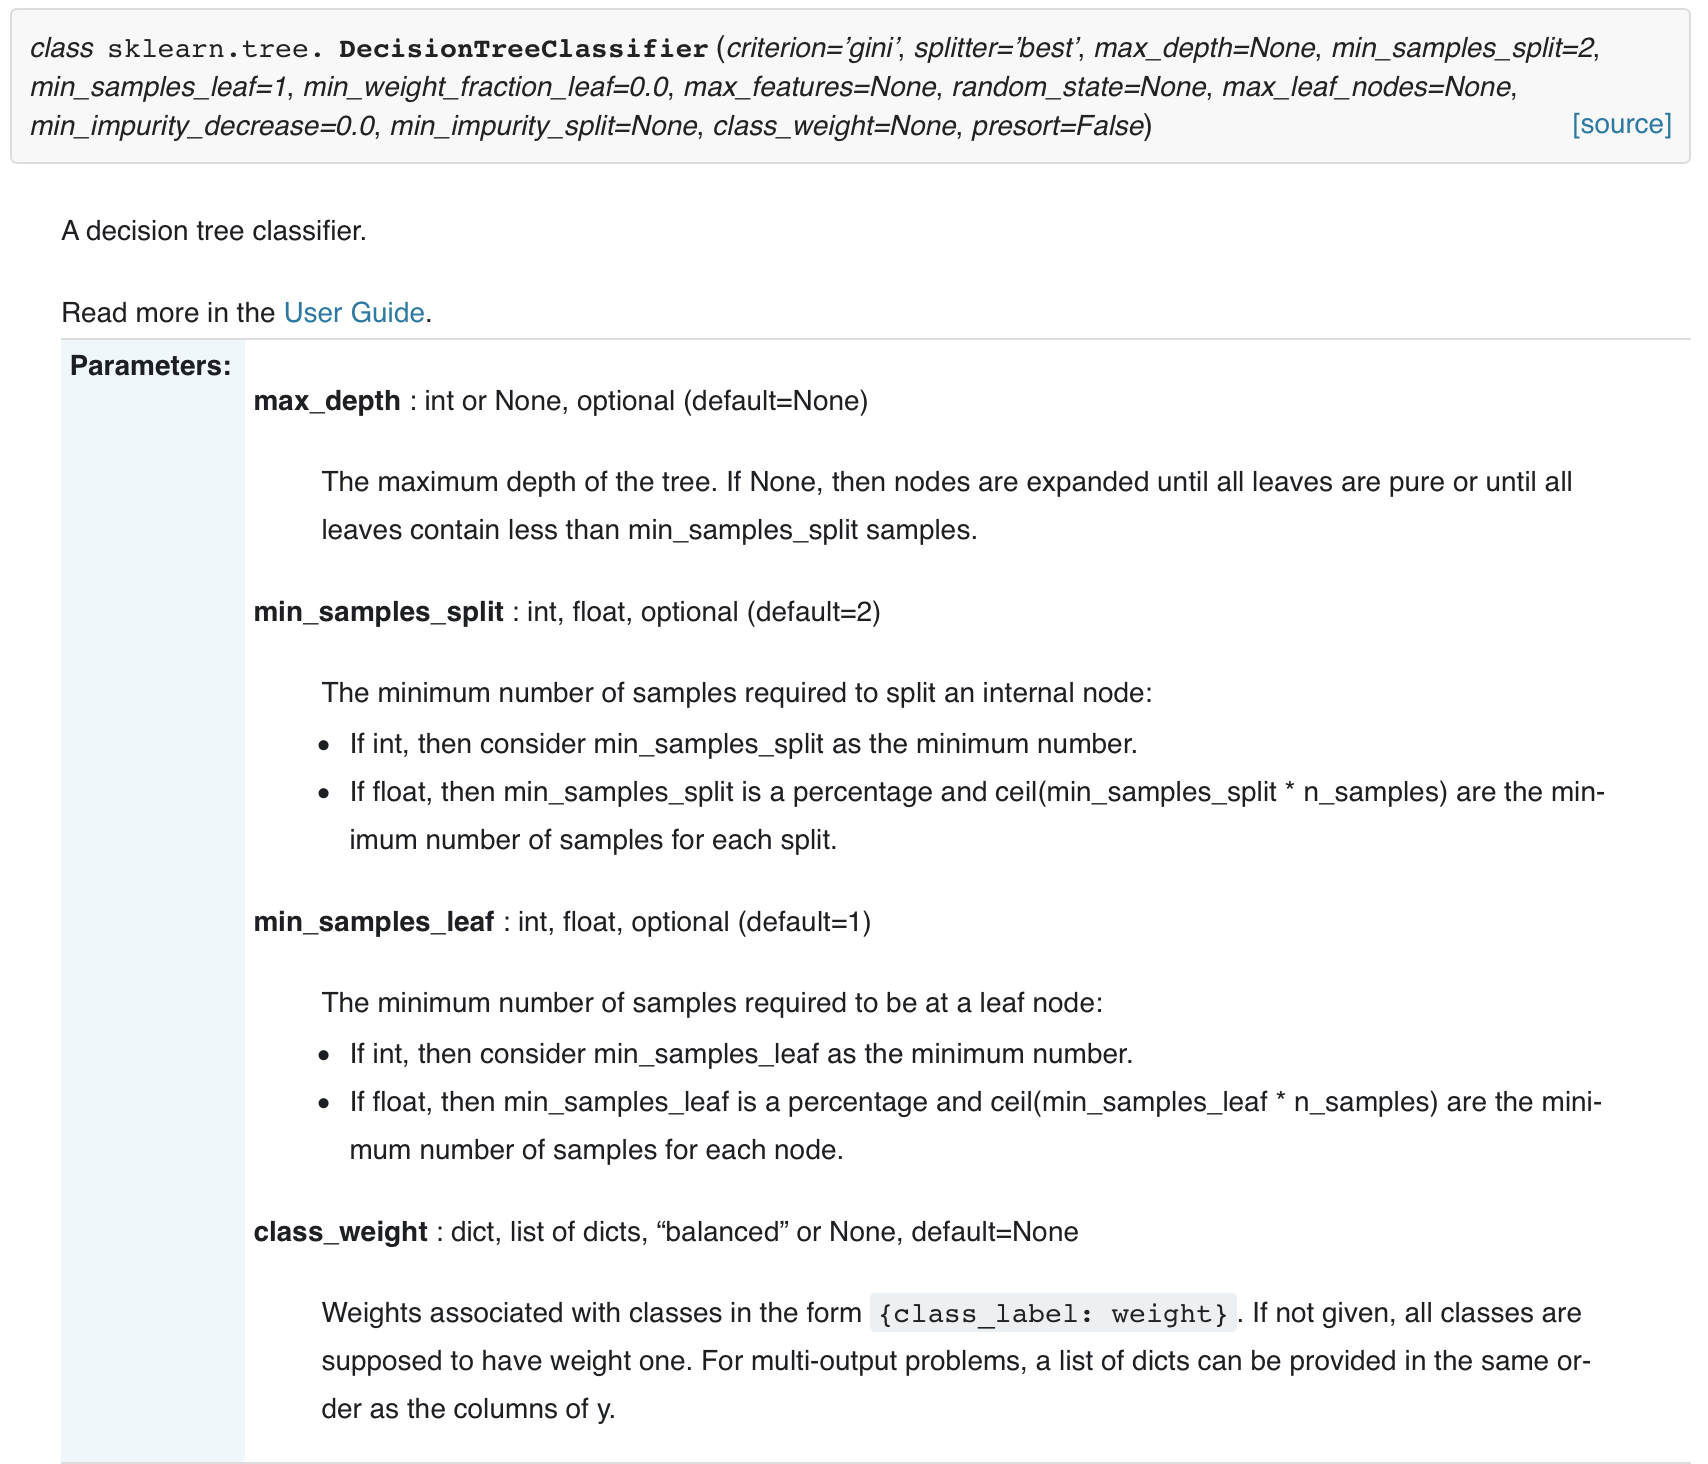 class sklearn.tree. DecisionTreeClassifier (criterion=’gini’, splitter=’best’, max_depth=None, min_samples_split=2,
min_samples_leaf=1, min_weight_fraction_leaf=0.0, max_features=None, random_state=None, max_leaf_nodes=None,
min_impurity_decrease=0.0, min_impurity_split=None, class_weight=None, presort=False) [source]
A decision tree classifier.
Read more in the User Guide.
Parameters:
max_depth : int or None, optional (default=None)
The maximum depth of the tree. If None, then nodes are expanded until all leaves are pure or until all
leaves contain less than min_samples_split samples.
min_samples_split : int, float, optional (default=2)
The minimum number of samples required to split an internal node:
• If int, then consider min_samples_split as the minimum number.
• If float, then min_samples_split is a percentage and ceil(min_samples_split * n_samples) are the min-
imum number of samples for each split.
min_samples_leaf : int, float, optional (default=1)
The minimum number of samples required to be at a leaf node:
• If int, then consider min_samples_leaf as the minimum number.
• If float, then min_samples_leaf is a percentage and ceil(min_samples_leaf * n_samples) are the mini-
mum number of samples for each node.
class_weight : dict, list of dicts, “balanced” or None, default=None
Weights associated with classes in the form {class_label: weight}. If not given, all classes are
supposed to have weight one. For multi-output problems, a list of dicts can be provided in the same or-
der as the columns of y.